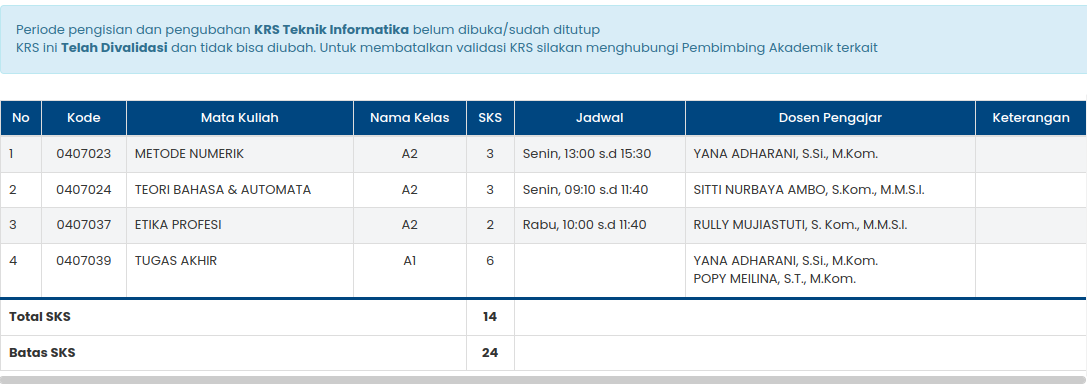 Periode pengisian dan pengubahan KRS Teknik Informatika belum dibuka/sudah ditutup
KRS ini Telah Divalidasi dan tidak bisa diubah. Untuk membatalkan validasi KRS silakan menghubungi Pembimbing Akademik terkait
No Kode Mata Kuliah Nama Kelas SKS Jadwal Dosen Pengajar Keterangan
1 0407023 METODE NUMERIK A2 3 Senin, 13:00 s.d 15:30 YANA ADHARANI, S.Si., M.Kom.
2 0407024 TEORI BAHASA & AUTOMATA A2 3 Senin, 09:10 s.d 11:40 SITTI NURBAYA AMBO, S.Kom., M.M.S.I.
3 0407037 ETIKA PROFESI A2 2 Rabu, 10:00 s.d 11:40 RULLY MUJIASTUTI, S. Kom., M.M.S.I.
4 0407039 TUGAS AKHIR A1 6 YANA ADHARANI, S.Si., M.Kom.
POPY MEILINA, S.T., M.Kom.
Total SKS 14
Batas SKS 24